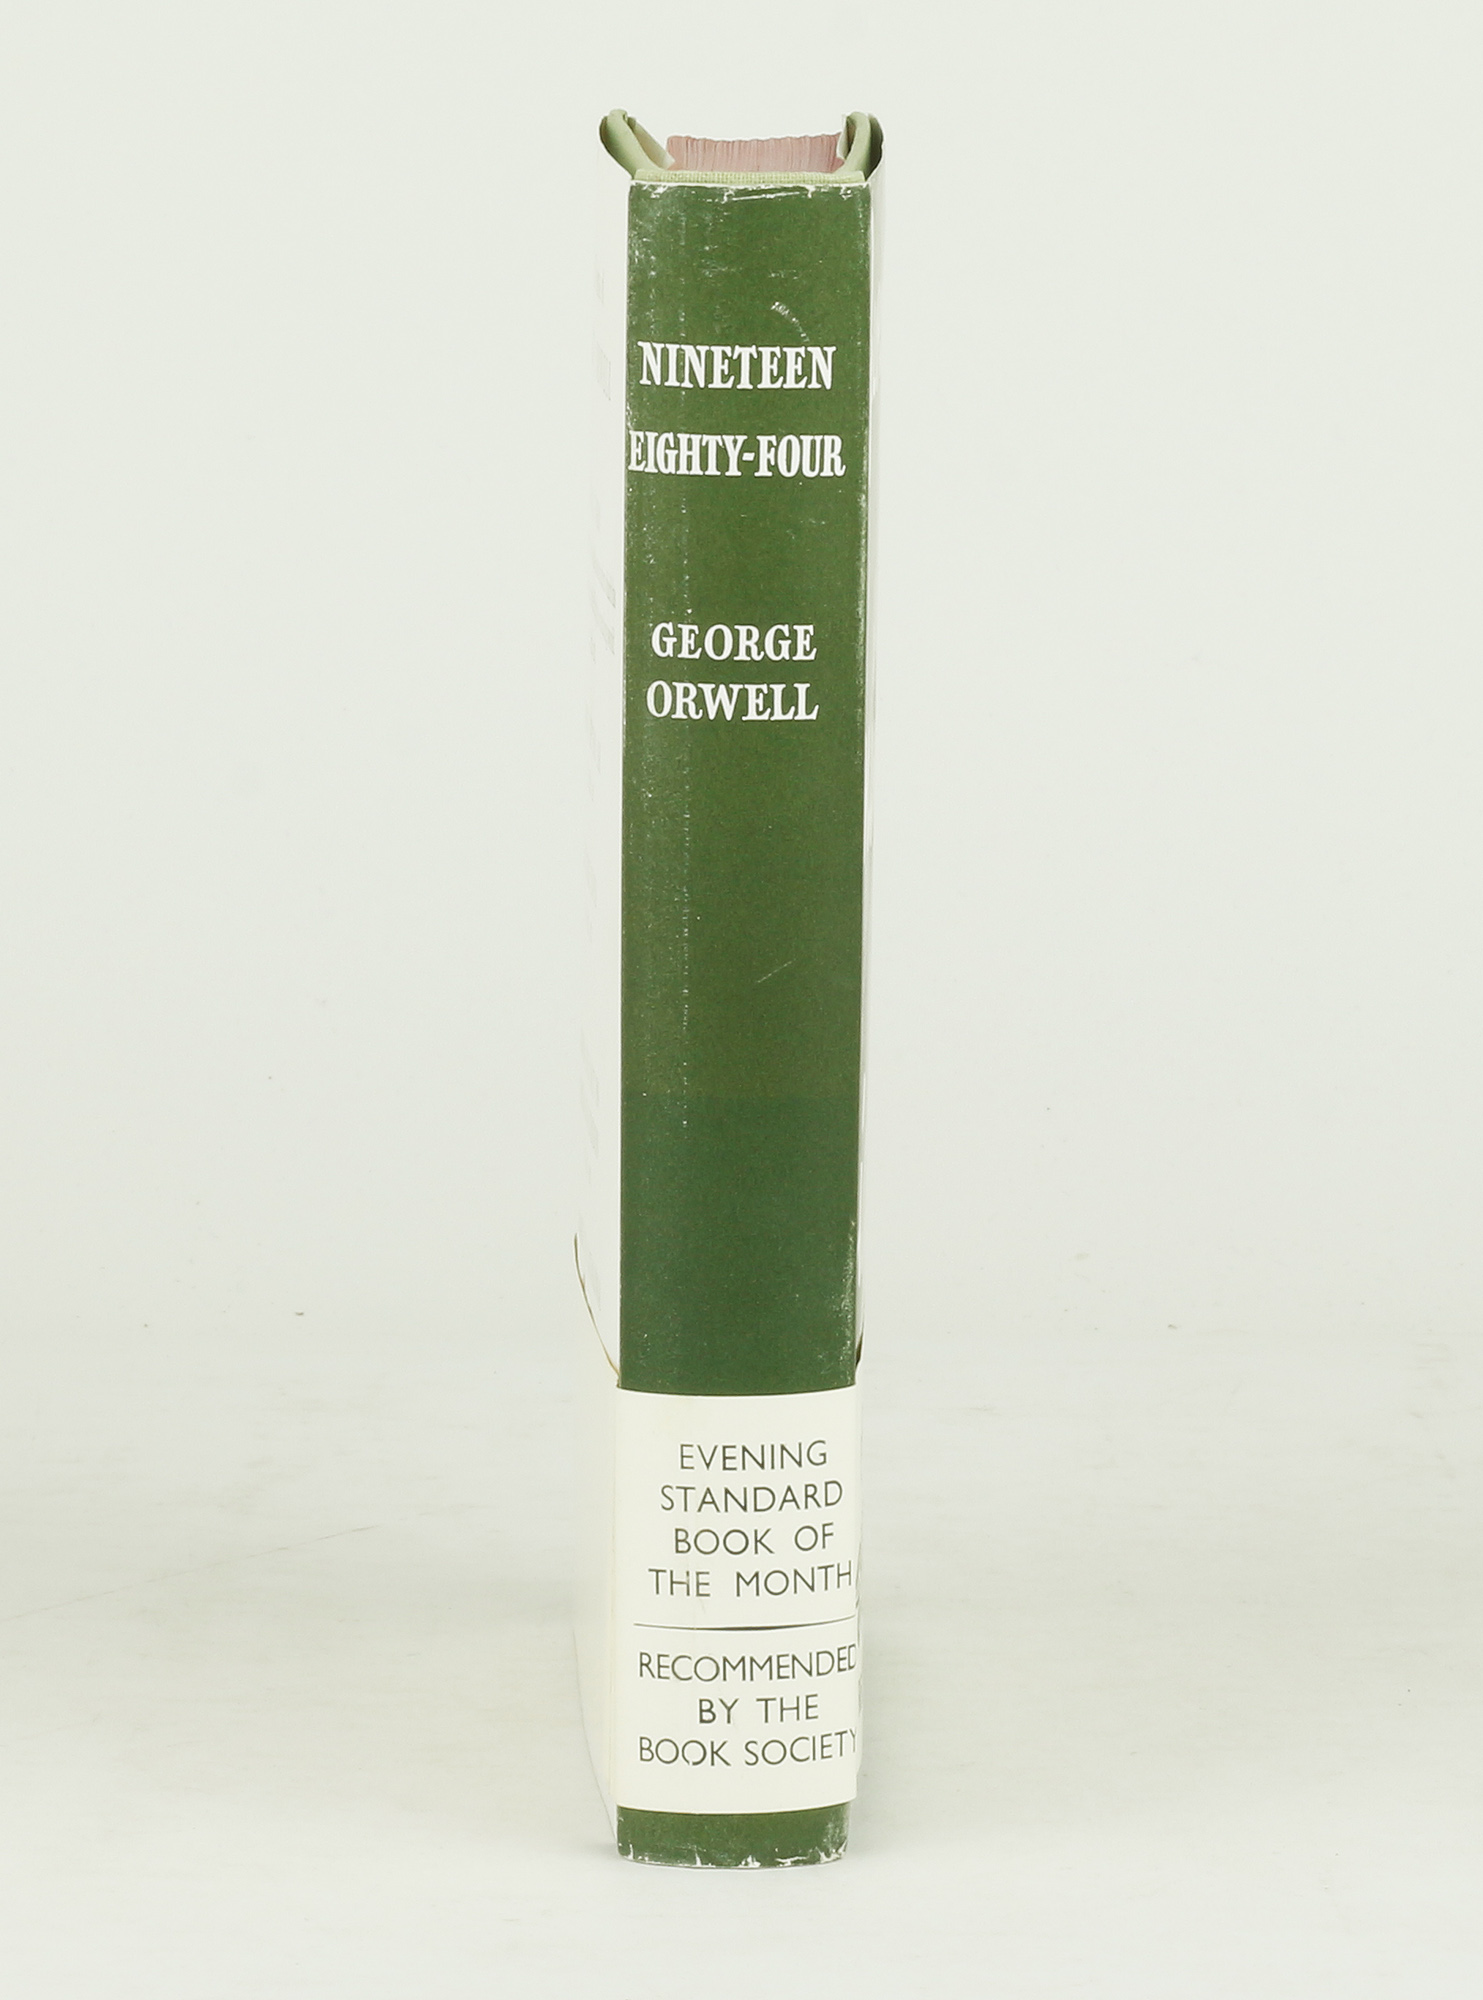 NINETEEN
EIGHTY-FOUR
GEORGE
ORWELL
EVENING
STANDARD
BOOK OF
THE MONTH
RECOMMENDED
BY THE
BOOK SOCIETY